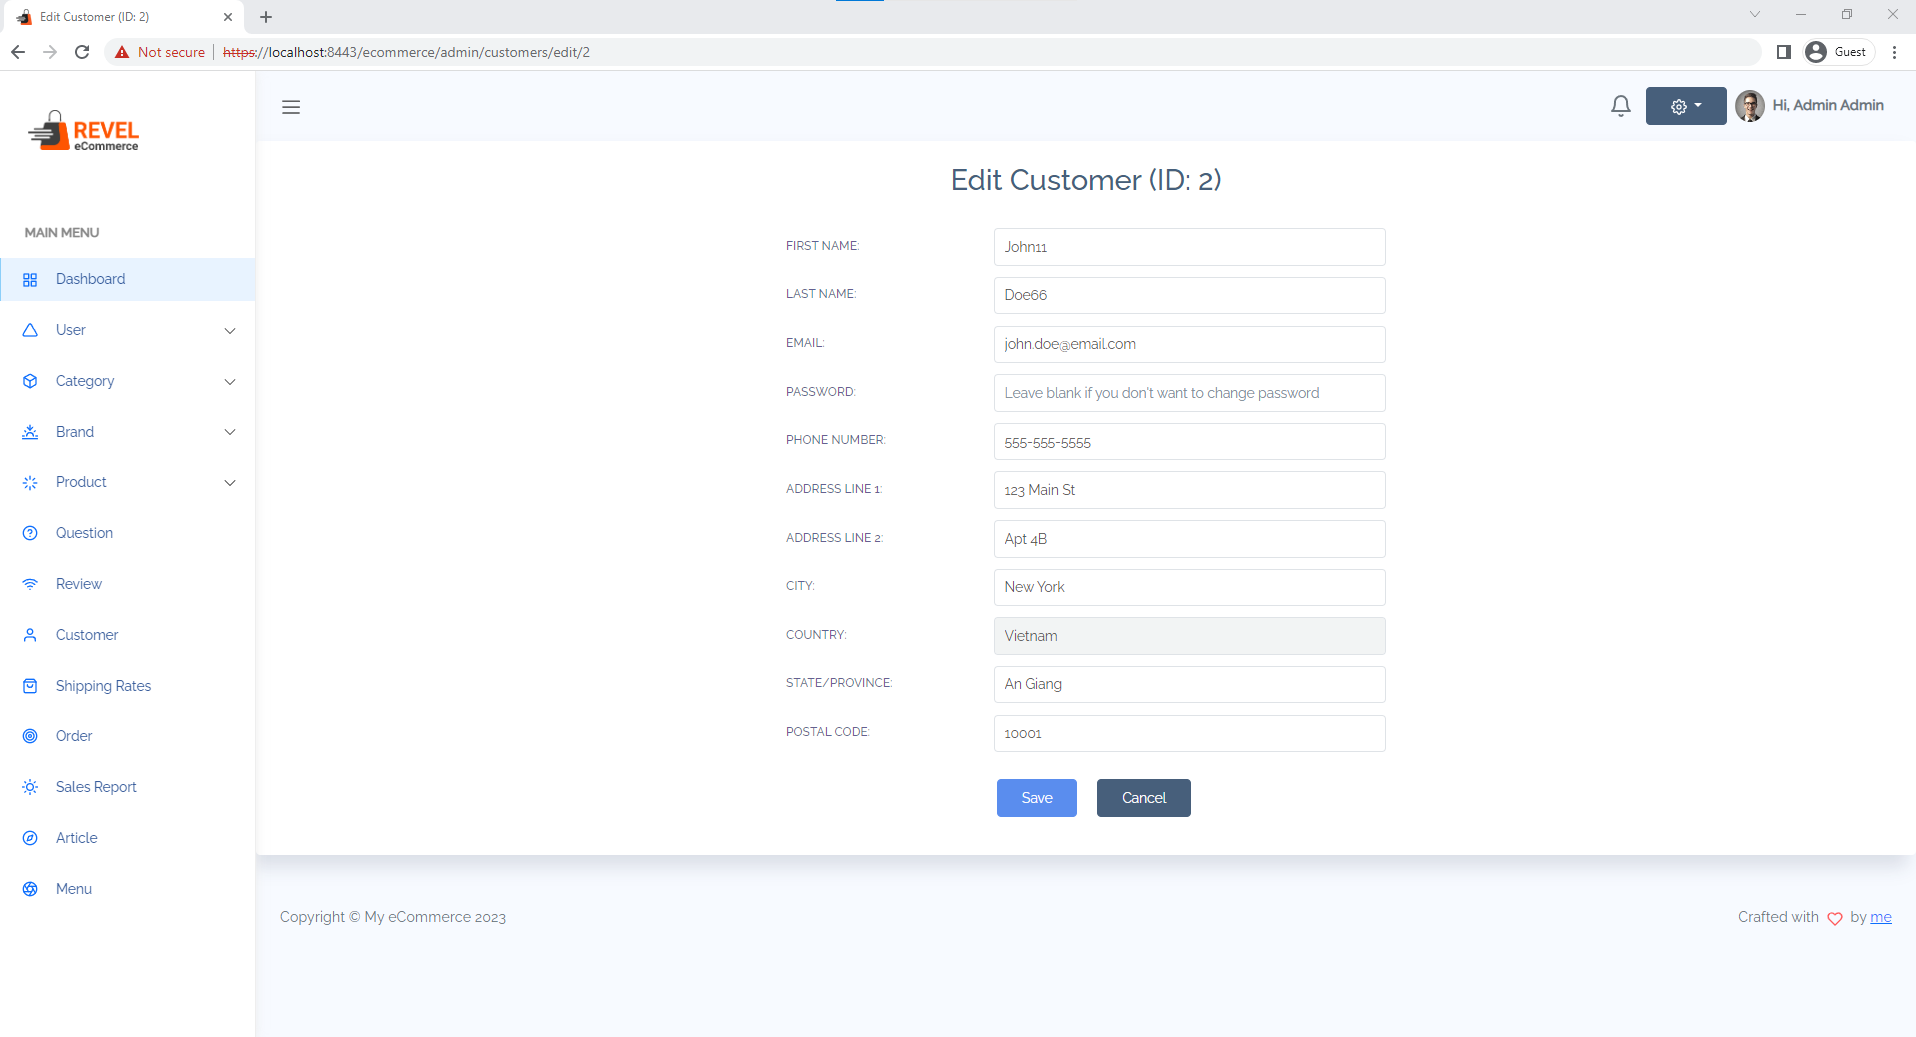 Edit Customer (ID: 2)
Not secure https://localhost:8443/ecommerce/admin/customers/edit/2
Guest
REVEL
eCommerce
Hi, Admin Admin
MAIN MENU
Dashboard
User
Category
Brand
Product
Question
Review
Customer
Shipping Rates
Order
Sales Report
Article
Menu
Edit Customer (ID: 2)
FIRST NAME: John11
LAST NAME: Doe66
EMAIL: john.doe@email.com
PASSWORD: Leave blank if you don't want to change password
PHONE NUMBER: 555-555-5555
ADDRESS LINE 1: 123 Main St
ADDRESS LINE 2: Apt 4B
CITY: New York
COUNTRY: Vietnam
STATE/PROVINCE: An Giang
POSTAL CODE: 10001
Save Cancel
Copyright © My eCommerce 2023
Crafted with by me